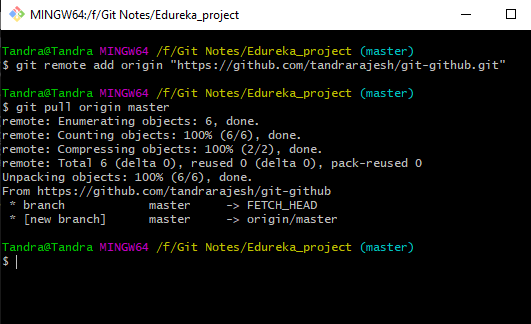 MINGW64:/f/Git Notes/Edureka_project
Tandra@Tandra MINGW64 /f/Git Notes/Edureka_project (master)
$ git remote add origin "https://github.com/tandrarajesh/git-github.git"
Tandra@Tandra MINGW64 /f/Git Notes/Edureka_project (master)
$ git pull origin master
remote: Enumerating objects: 6, done.
remote: Counting objects: 100% (6/6), done.
remote: Compressing objects: 100% (2/2), done.
remote: Total 6 (delta 0), reused 0 (delta 0), pack-reused 0
Unpacking objects: 100% (6/6), done.
From https://github.com/tandrarajesh/git-github
 * branch            master     -> FETCH_HEAD
 * [new branch]      master     -> origin/master
Tandra@Tandra MINGW64 /f/Git Notes/Edureka_project (master)
$